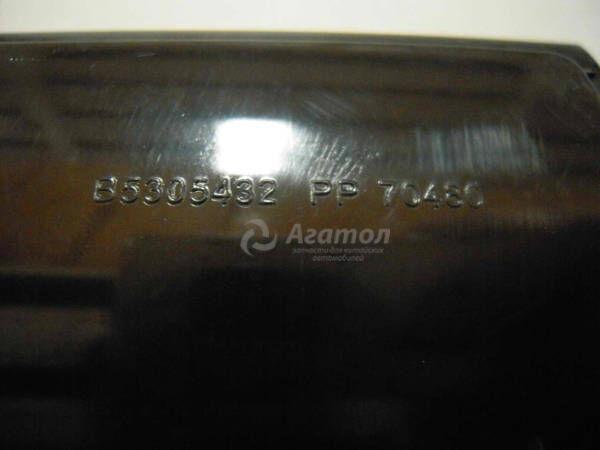 B5305432 PP 70480
Агатол
запчасти для китайских
автомобилей